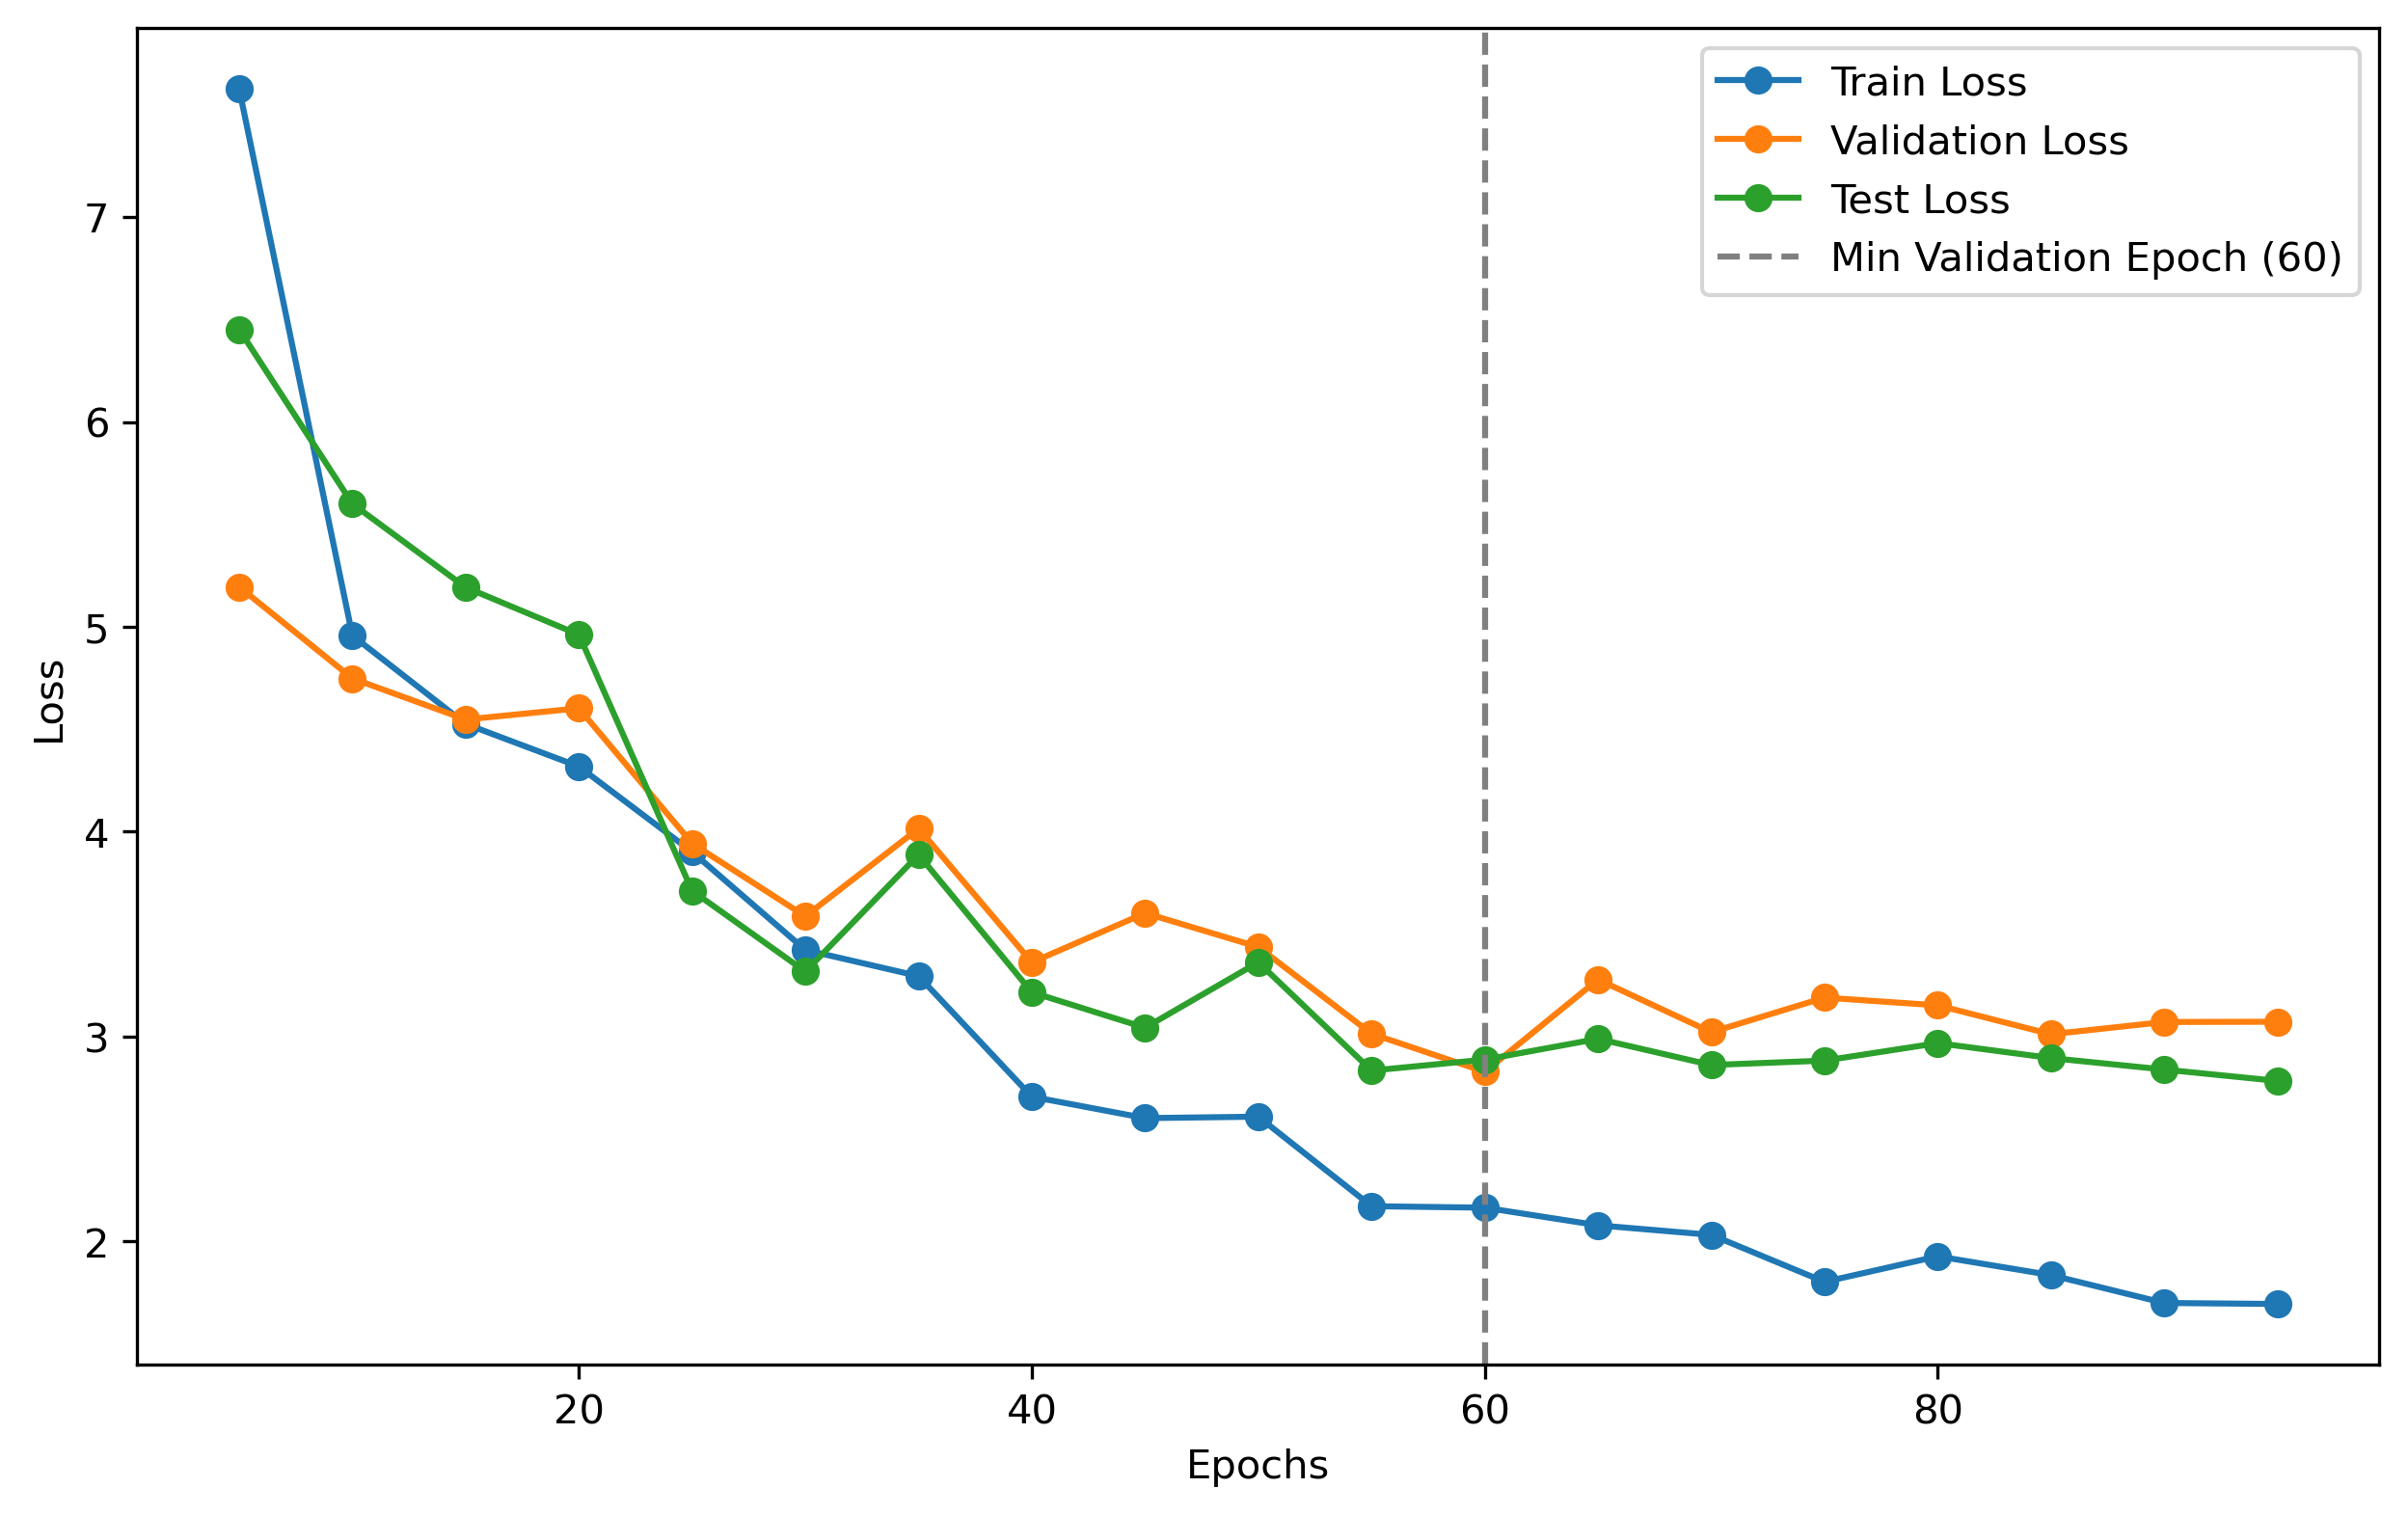 Train Loss
Validation Loss
Test Loss
Min Validation Epoch (60)
7
6
5
4
3
2
Loss
20 40 60 80
Epochs